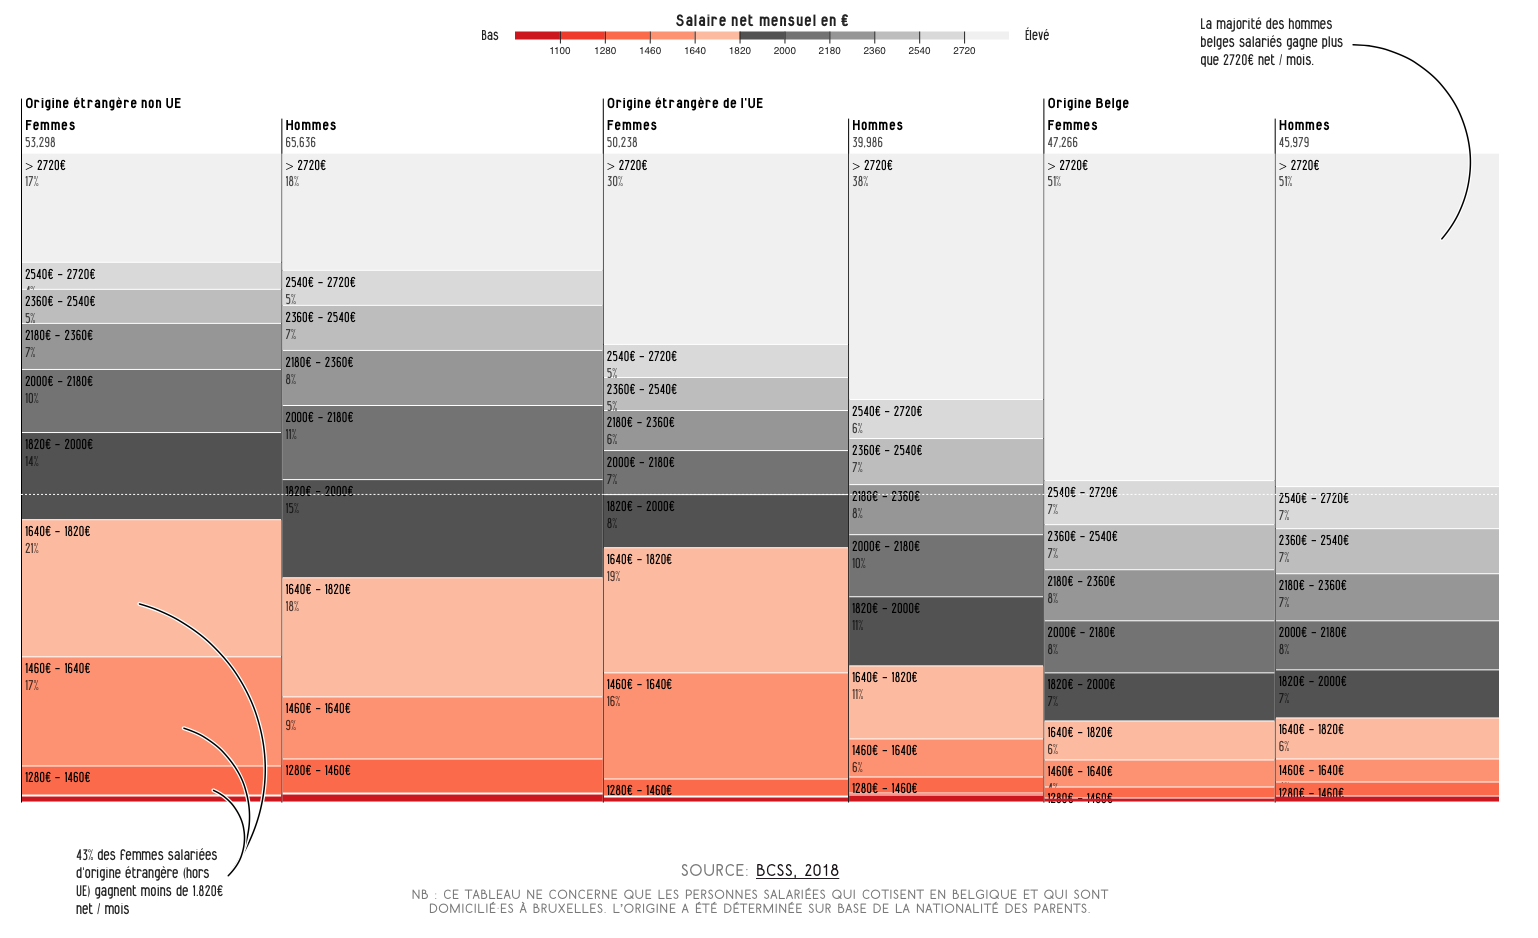 Salaire net mensuel en €
Bas
Élevé
1100 1280 1460 1640 1820 2000 2180 2360 2540 2720
La majorité des hommes
belges salariés gagne plus
que 2720€ net / mois.
Origine étrangère non UE
Femmes
53,298
> 2720€
17%
2540€ - 2720€
4%
2360€ - 2540€
5%
2180€ - 2360€
7%
2000€ - 2180€
10%
1820€ - 2000€
14%
1640€ - 1820€
21%
1460€ - 1640€
17%
1280€ - 1460€
Hommes
65,636
> 2720€
18%
2540€ - 2720€
5%
2360€ - 2540€
7%
2180€ - 2360€
8%
2000€ - 2180€
11%
1820€ - 2000€
15%
1640€ - 1820€
18%
1460€ - 1640€
9%
1280€ - 1460€
Origine étrangère de l'UE
Femmes
50,238
> 2720€
30%
2540€ - 2720€
5%
2360€ - 2540€
5%
2180€ - 2360€
6%
2000€ - 2180€
7%
1820€ - 2000€
8%
1640€ - 1820€
19%
1460€ - 1640€
16%
1280€ - 1460€
Hommes
39,986
> 2720€
38%
2540€ - 2720€
6%
2360€ - 2540€
7%
2180€ - 2360€
8%
2000€ - 2180€
10%
1820€ - 2000€
11%
1640€ - 1820€
11%
1460€ - 1640€
6%
1280€ - 1460€
Origine Belge
Femmes
47,266
> 2720€
51%
2540€ - 2720€
7%
2360€ - 2540€
7%
2180€ - 2360€
8%
2000€ - 2180€
8%
1820€ - 2000€
7%
1640€ - 1820€
6%
1460€ - 1640€
4%
1280€ - 1460€
Hommes
45,979
> 2720€
51%
2540€ - 2720€
7%
2360€ - 2540€
7%
2180€ - 2360€
7%
2000€ - 2180€
8%
1820€ - 2000€
7%
1640€ - 1820€
6%
1460€ - 1640€
1280€ - 1460€
43% des femmes salariées
d'origine étrangère (hors
UE) gagnent moins de 1.820€
net / mois
SOURCE: BCSS, 2018
NB : CE TABLEAU NE CONCERNE QUE LES PERSONNES SALARIÉES QUI COTISENT EN BELGIQUE ET QUI SONT
DOMICILIÉ·ES À BRUXELLES. L'ORIGINE A ÉTÉ DÉTERMINÉE SUR BASE DE LA NATIONALITÉ DES PARENTS.